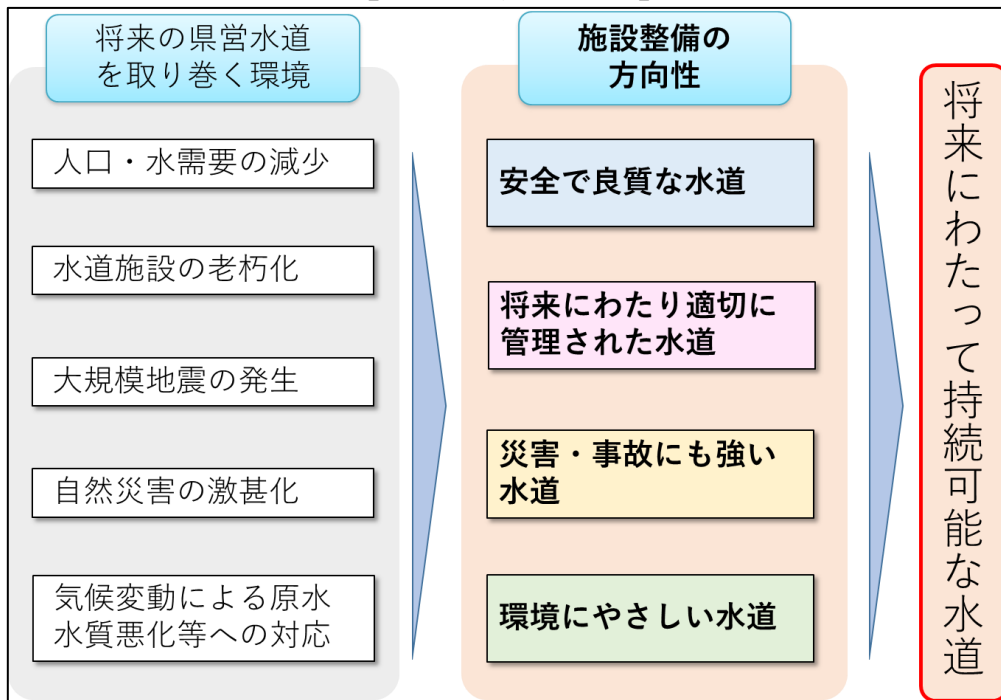 将来の県営水道
を取り巻く環境
人口・水需要の減少
水道施設の老朽化
大規模地震の発生
自然災害の激甚化
気候変動による原水
水質悪化等への対応
施設整備の
方向性
安全で良質な水道
将来にわたり適切に
管理された水道
災害・事故にも強い
水道
環境にやさしい水道
将来にわたって持続可能な水道